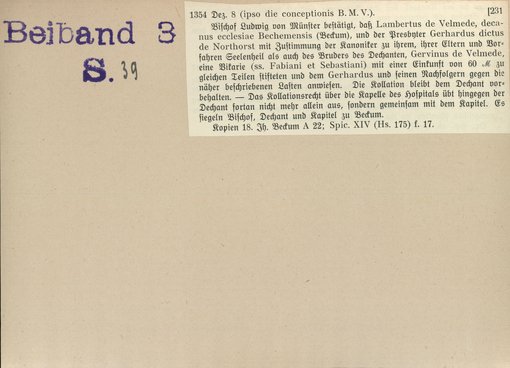 Beiband 3
S. 39
1354 Dez. 8 (ipso die conceptionis B. M. V.). [231
Bischof Ludwig von Münster bestätigt, daß Lambertus de Velmede, deca-
nus ecclesiae Bechemensis (Beckum), und der Presbyter Gerhardus dictus
de Northorst mit Zustimmung der Kanoniker zu ihrem, ihrer Eltern und Vor-
fahren Seelenheil als auch des Bruders des Dechanten, Gervinus de Velmede,
eine Vikarie (ss. Fabiani et Sebastiani) mit einer Einkunft von 60 ℳ zu
gleichen Teilen stifteten und dem Gerhardus und seinen Nachfolgern gegen die
näher beschriebenen Lasten anwiesen. Die Kollation bleibt dem Dechant vor-
behalten. — Das Kollationsrecht über die Kapelle des Hospitals übt hingegen der
Dechant fortan nicht mehr allein aus, sondern gemeinsam mit dem Kapitel. Es
siegeln Bischof, Dechant und Kapitel zu Beckum.
Kopien 18. Jh. Beckum A 22; Spic. XIV (Hs. 175) f. 17.